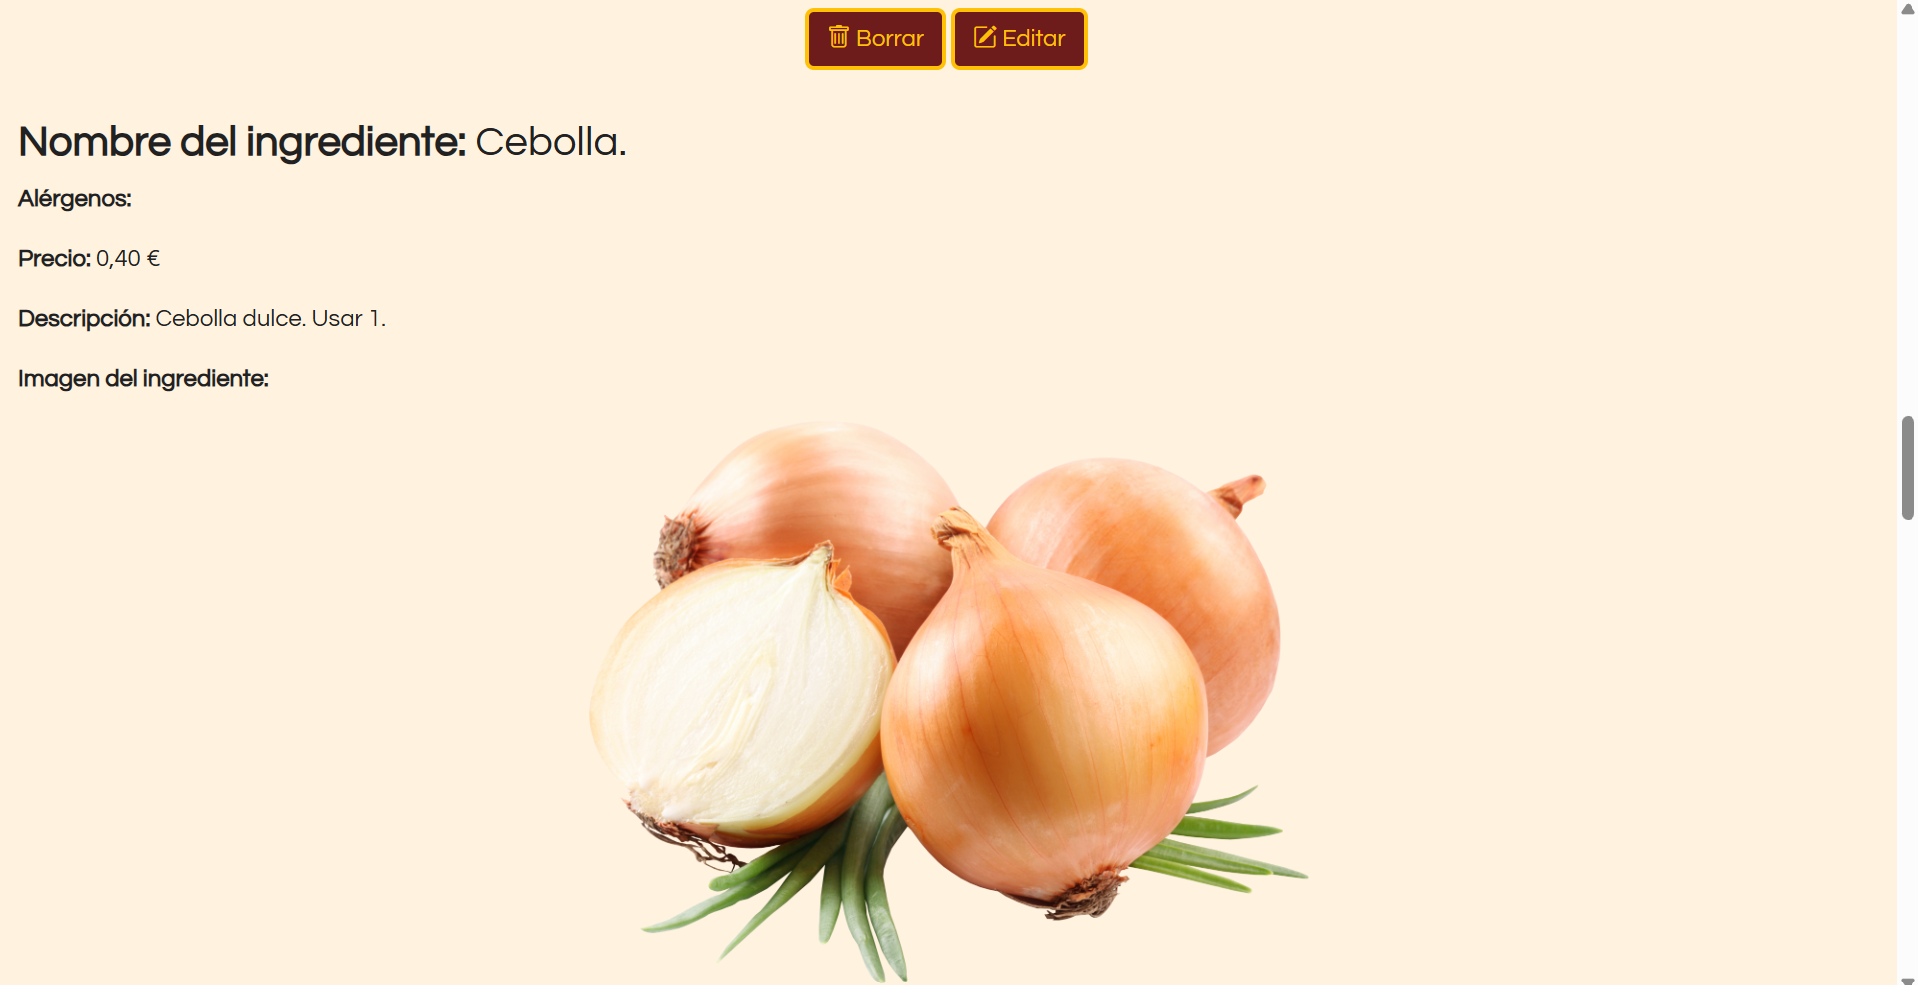 Borrar Editar
Nombre del ingrediente: Cebolla.
Alérgenos:
Precio: 0,40 €
Descripción: Cebolla dulce. Usar 1.
Imagen del ingrediente: